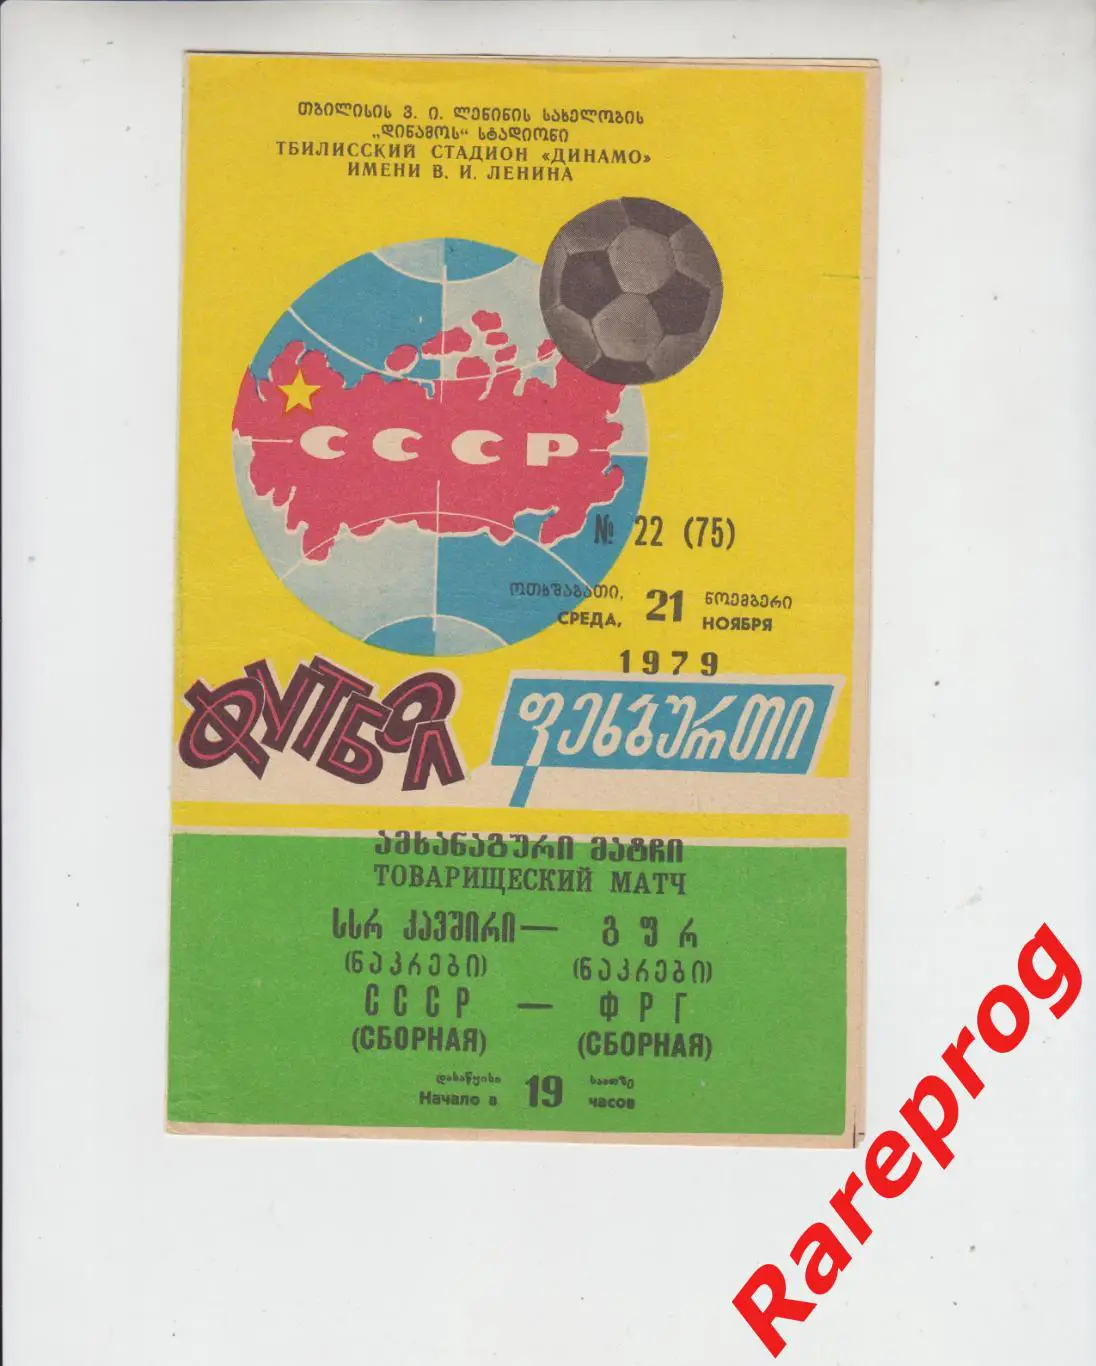 თბილისის ვ. ი. ლენინის სახელობის
„დინამოს“ სტადიონი
ТБИЛИССКИЙ СТАДИОН «ДИНАМО»
ИМЕНИ В. И. ЛЕНИНА
СССР
№ 22 (75)
ოთხშაბათი, 21 ნოემბერი
СРЕДА, НОЯБРЯ
1979
ФУТБОЛ ფეხბურთი
ამხანაგური მატჩი
ТОВАРИЩЕСКИЙ МАТЧ
სსრ კავშირი — გ ფ რ
(ნაკრები) (ნაკრები)
СССР — ФРГ
(СБОРНАЯ) (СБОРНАЯ)
დასაწყისი 19 საათზე
Начало в часов
Rareprog